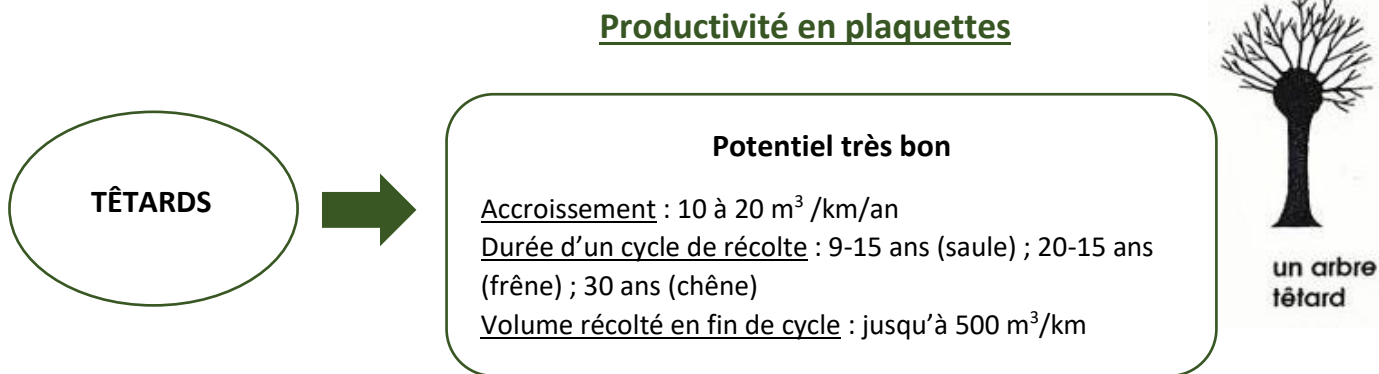 Productivité en plaquettes
TÊTARDS
Potentiel très bon
Accroissement : 10 à 20 m³ /km/an
Durée d’un cycle de récolte : 9-15 ans (saule) ; 20-15 ans
(frêne) ; 30 ans (chêne)
Volume récolté en fin de cycle : jusqu’à 500 m³/km
un arbre
têtard